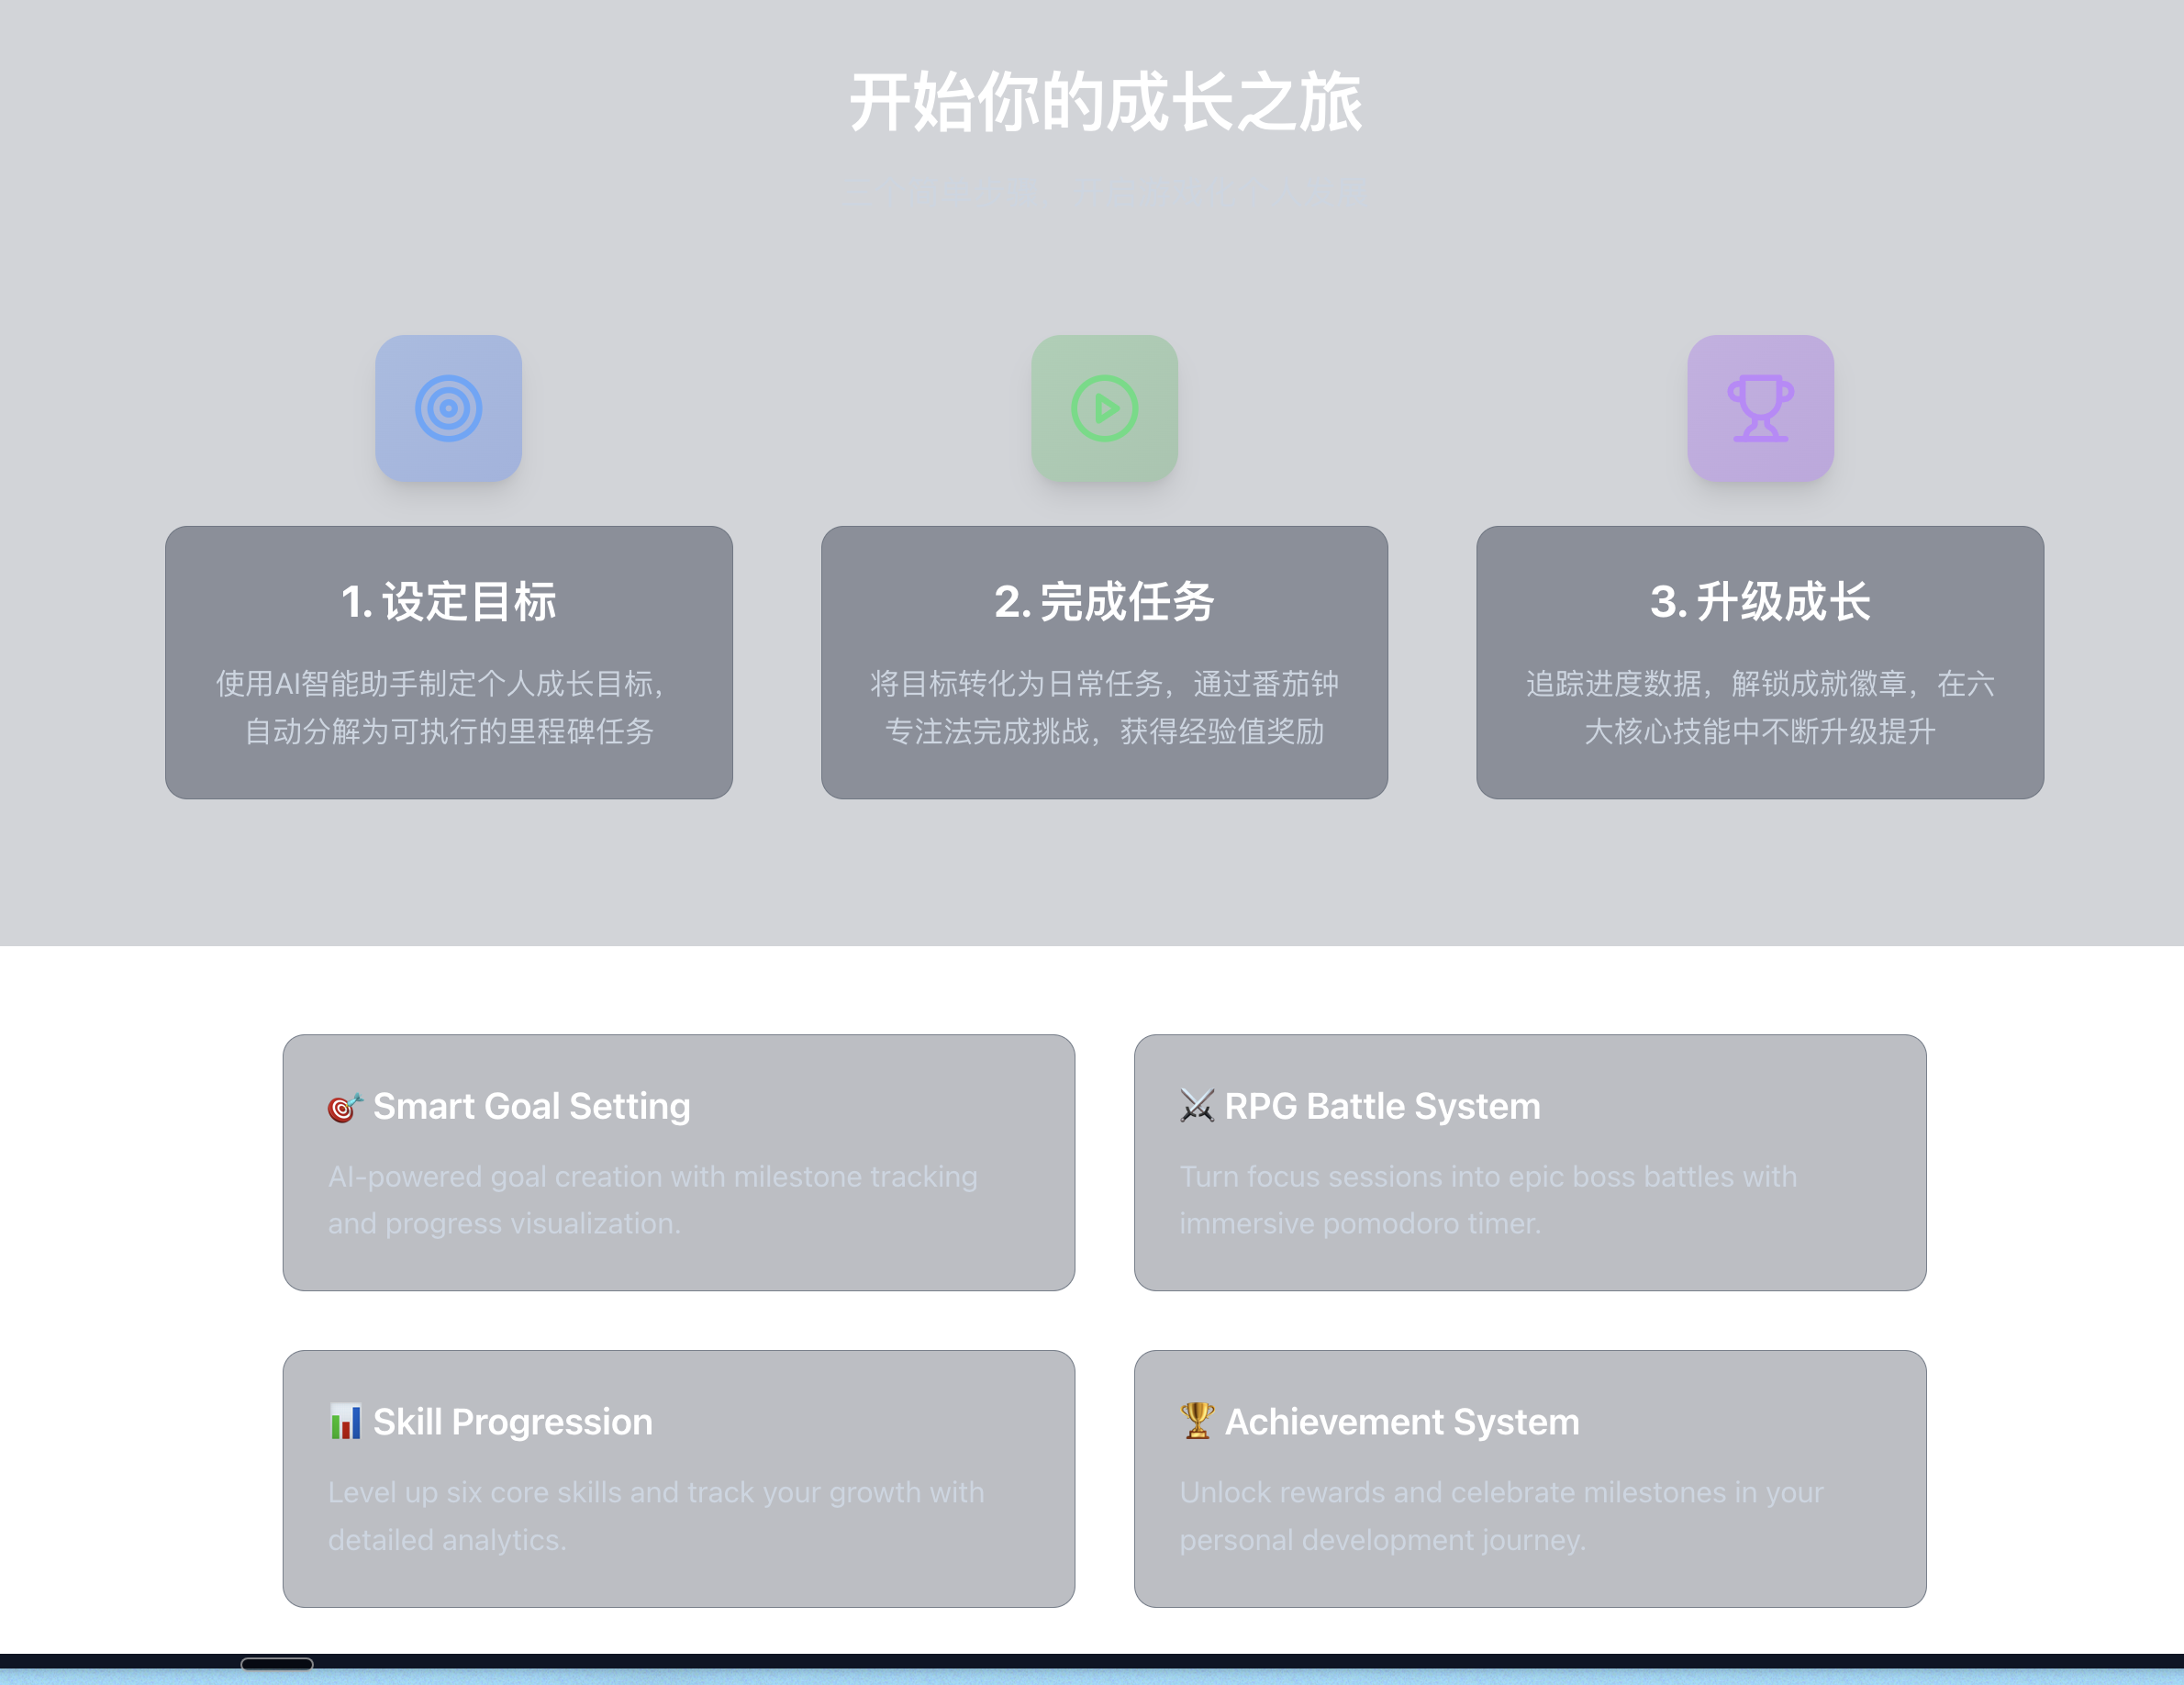 开始你的成长之旅
1. 设定目标
使用AI智能助手制定个人成长目标，
自动分解为可执行的里程碑任务
2. 完成任务
将目标转化为日常任务，通过番茄钟
专注法完成挑战，获得经验值奖励
3. 升级成长
追踪进度数据，解锁成就徽章，在六
大核心技能中不断升级提升
🎯 Smart Goal Setting
AI-powered goal creation with milestone tracking
and progress visualization.
⚔️ RPG Battle System
Turn focus sessions into epic boss battles with
immersive pomodoro timer.
📊 Skill Progression
Level up six core skills and track your growth with
detailed analytics.
🏆 Achievement System
Unlock rewards and celebrate milestones in your
personal development journey.